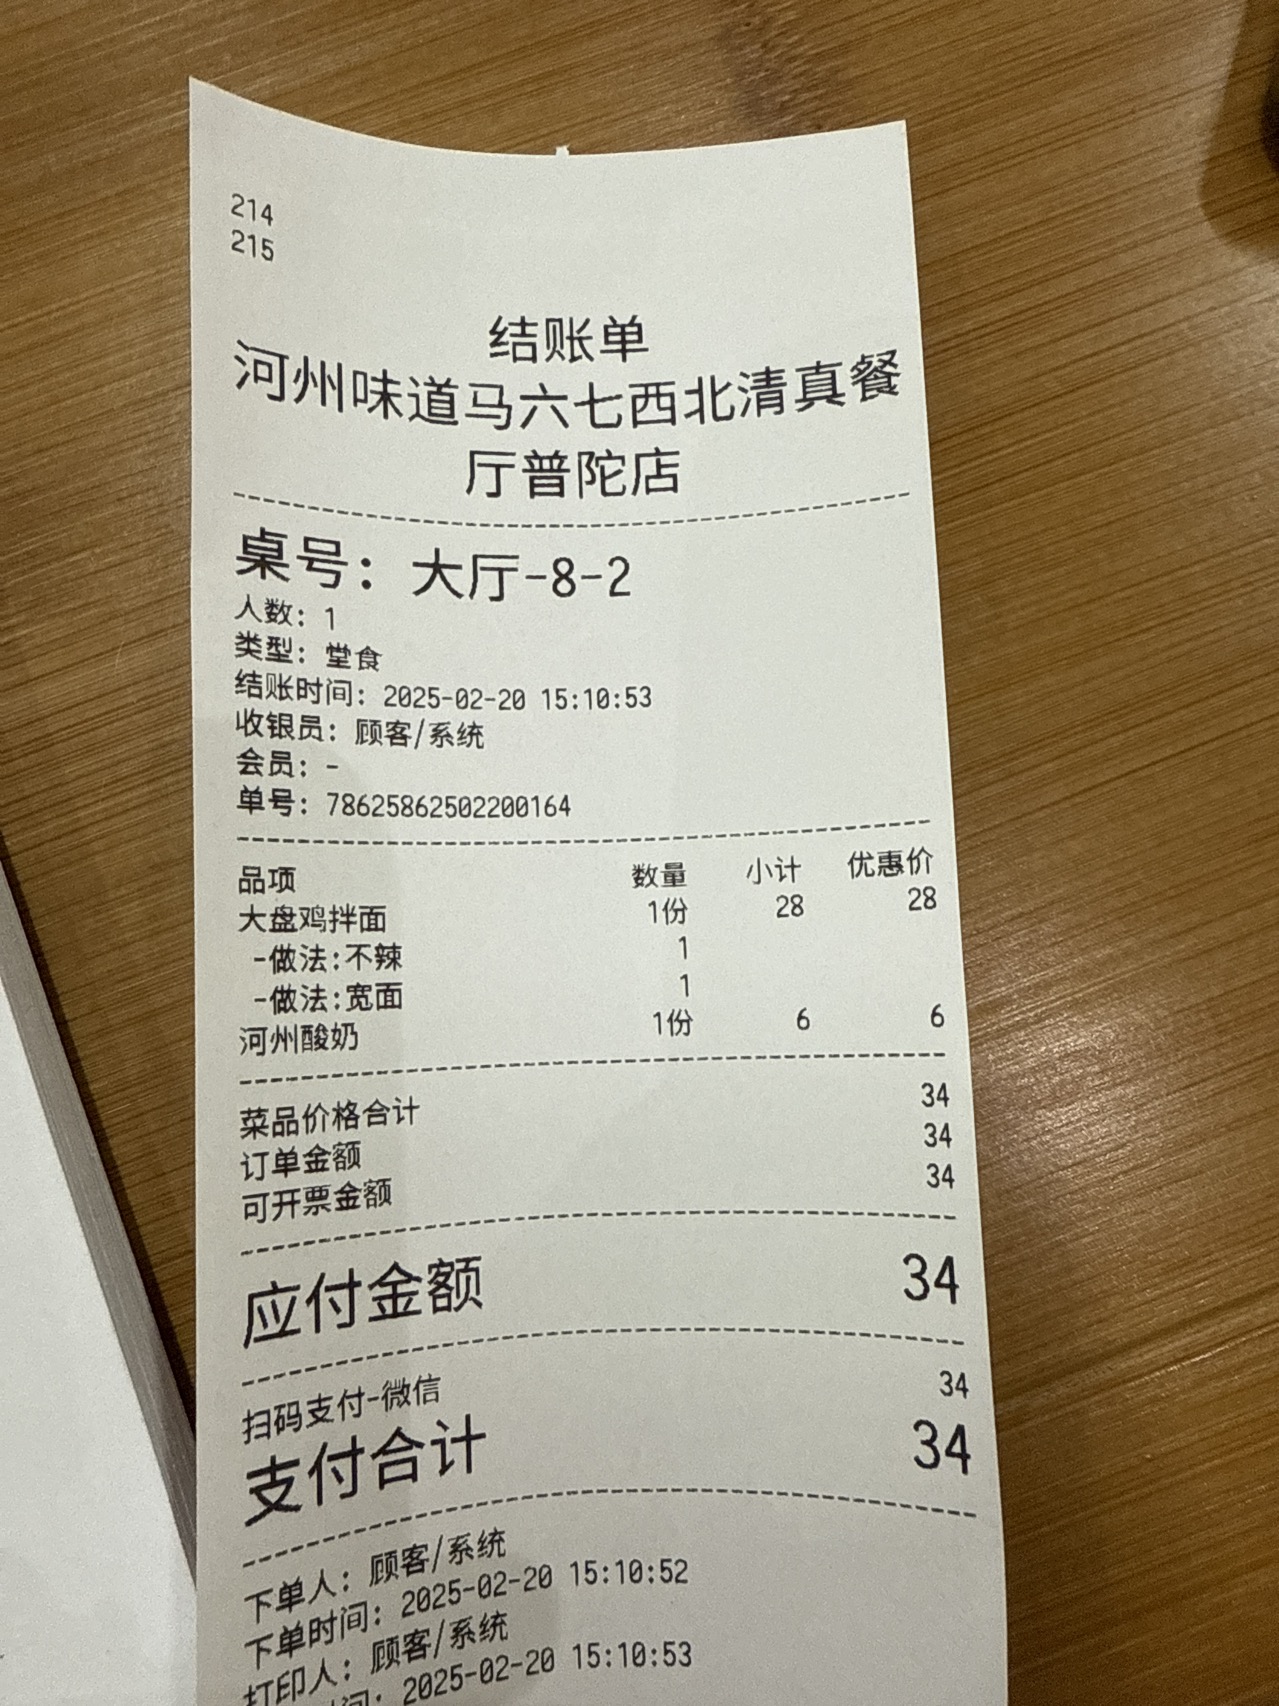 214
215
结账单
河州味道马六七西北清真餐
厅普陀店
桌号：大厅-8-2
人数：1
类型：堂食
结账时间：2025-02-20 15:10:53
收银员：顾客/系统
会员：-
单号：78625862502200164
品项 数量 小计 优惠价
大盘鸡拌面 1份 28 28
-做法:不辣 1
-做法:宽面 1
河州酸奶 1份 6 6
菜品价格合计 34
订单金额 34
可开票金额 34
应付金额 34
扫码支付-微信 34
支付合计 34
下单人：顾客/系统
下单时间：2025-02-20 15:10:52
打印人：顾客/系统
间：2025-02-20 15:10:53